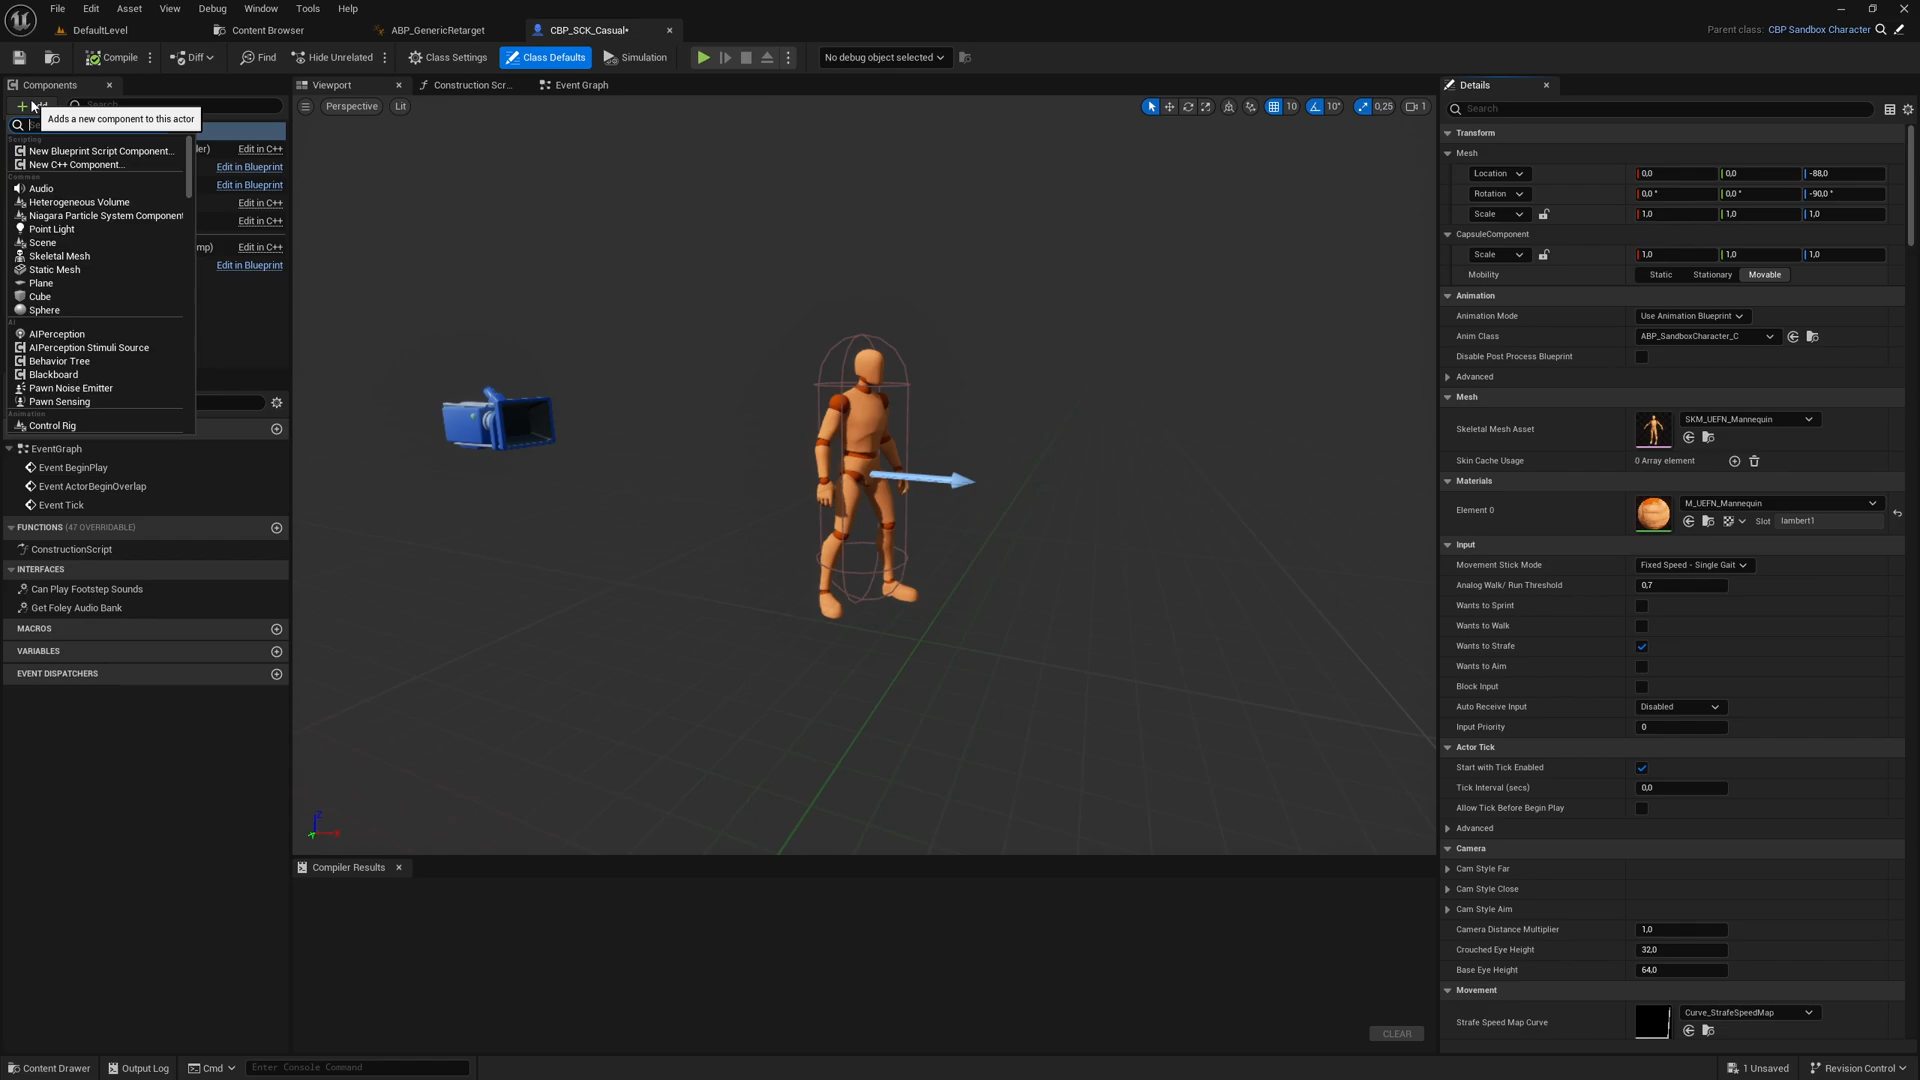 File Edit Asset View Debug Window Tools Help
DefaultLevel Content Browser ABP_GenericRetarget CBP_SCK_Casual*
Parent class: CBP Sandbox Character
Compile Diff Find Hide Unrelated Class Settings Class Defaults Simulation No debug object selected
Components
Viewport Construction Scr... Event Graph
Details
Perspective Lit
10 10° 0,25 1
Search
Adds a new component to this actor
Scripting
New Blueprint Script Component...
New C++ Component...
Common
Audio
Heterogeneous Volume
Niagara Particle System Component
Point Light
Scene
Skeletal Mesh
Static Mesh
Plane
Cube
Sphere
AI
AIPerception
AIPerception Stimuli Source
Behavior Tree
Blackboard
Pawn Noise Emitter
Pawn Sensing
Animation
Control Rig
Edit in C++
Edit in Blueprint
Edit in Blueprint
Edit in C++
Edit in C++
Edit in C++
Edit in Blueprint
EventGraph
Event BeginPlay
Event ActorBeginOverlap
Event Tick
FUNCTIONS (47 OVERRIDABLE)
ConstructionScript
INTERFACES
Can Play Footstep Sounds
Get Foley Audio Bank
MACROS
VARIABLES
EVENT DISPATCHERS
Compiler Results
CLEAR
Transform
Mesh
Location 0,0 0,0 -88,0
Rotation 0,0 ° 0,0 ° -90,0 °
Scale 1,0 1,0 1,0
CapsuleComponent
Scale 1,0 1,0 1,0
Mobility Static Stationary Movable
Animation
Animation Mode Use Animation Blueprint
Anim Class ABP_SandboxCharacter_C
Disable Post Process Blueprint
Advanced
Mesh
Skeletal Mesh Asset SKM_UEFN_Mannequin
Skin Cache Usage 0 Array element
Materials
Element 0 M_UEFN_Mannequin
Slot lambert1
Input
Movement Stick Mode Fixed Speed - Single Gait
Analog Walk/ Run Threshold 0,7
Wants to Sprint
Wants to Walk
Wants to Strafe
Wants to Aim
Block Input
Auto Receive Input Disabled
Input Priority 0
Actor Tick
Start with Tick Enabled
Tick Interval (secs) 0,0
Allow Tick Before Begin Play
Advanced
Camera
Cam Style Far
Cam Style Close
Cam Style Aim
Camera Distance Multiplier 1,0
Crouched Eye Height 32,0
Base Eye Height 64,0
Movement
Strafe Speed Map Curve Curve_StrafeSpeedMap
Content Drawer Output Log Cmd Enter Console Command 1 Unsaved Revision Control